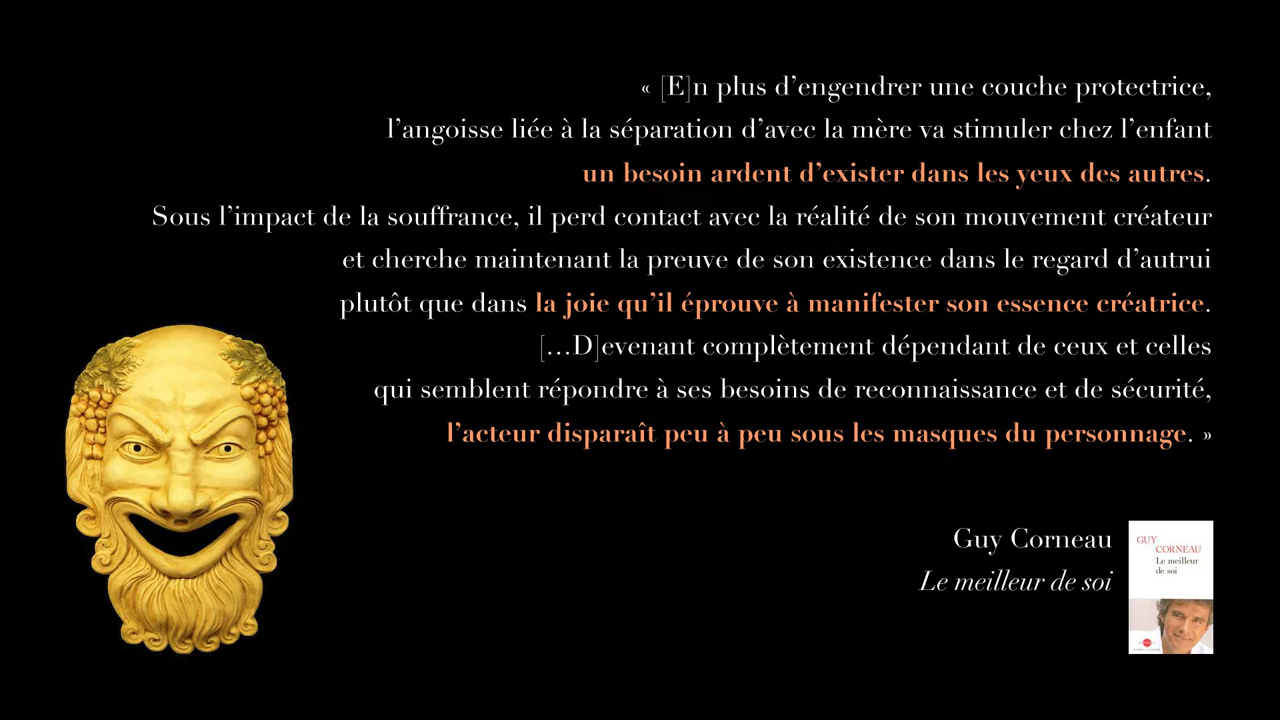 « [E]n plus d’engendrer une couche protectrice,
l’angoisse liée à la séparation d’avec la mère va stimuler chez l’enfant
un besoin ardent d’exister dans les yeux des autres.
Sous l’impact de la souffrance, il perd contact avec la réalité de son mouvement créateur
et cherche maintenant la preuve de son existence dans le regard d’autrui
plutôt que dans la joie qu’il éprouve à manifester son essence créatrice.
[…D]evenant complètement dépendant de ceux et celles
qui semblent répondre à ses besoins de reconnaissance et de sécurité,
l’acteur disparaît peu à peu sous les masques du personnage. »
Guy Corneau
Le meilleur de soi
GUY
CORNEAU
Le meilleur
de soi